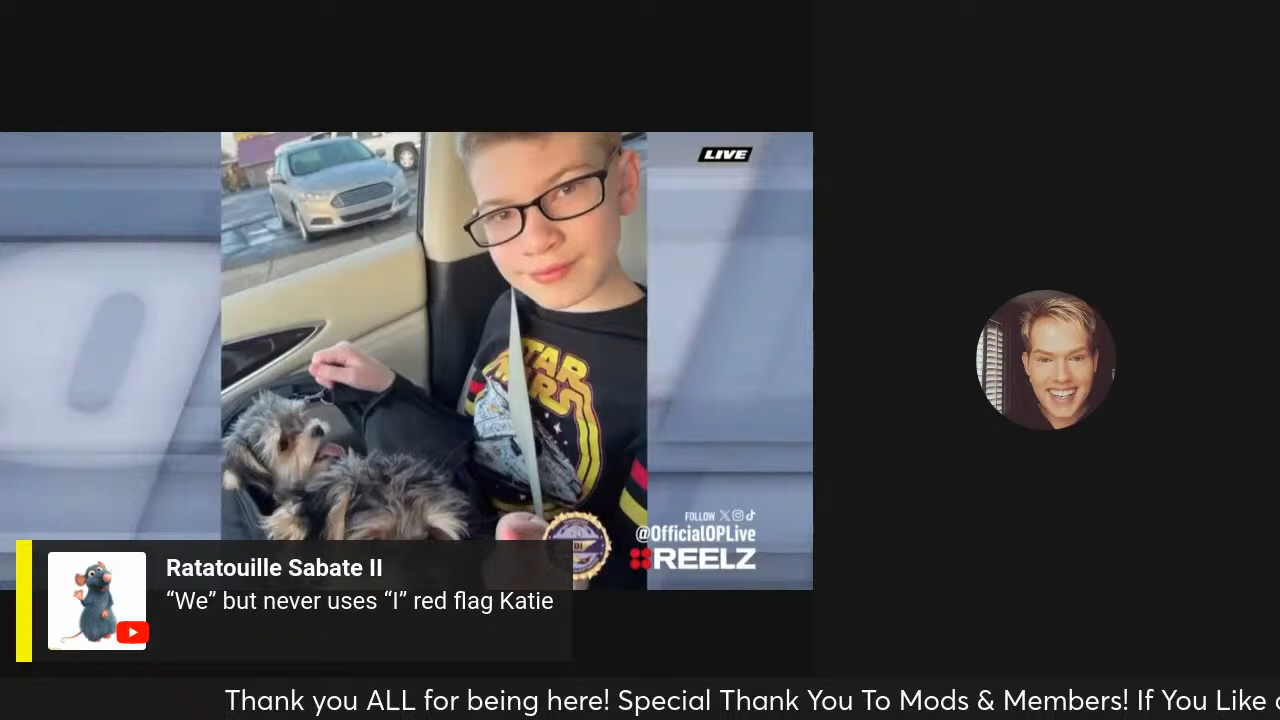 LIVE
STAR
WARS
FOLLOW
@OfficialOPLive
REELZ
BI
Ratatouille Sabate II
“We” but never uses “I” red flag Katie
Thank you ALL for being here! Special Thank You To Mods & Members! If You Like